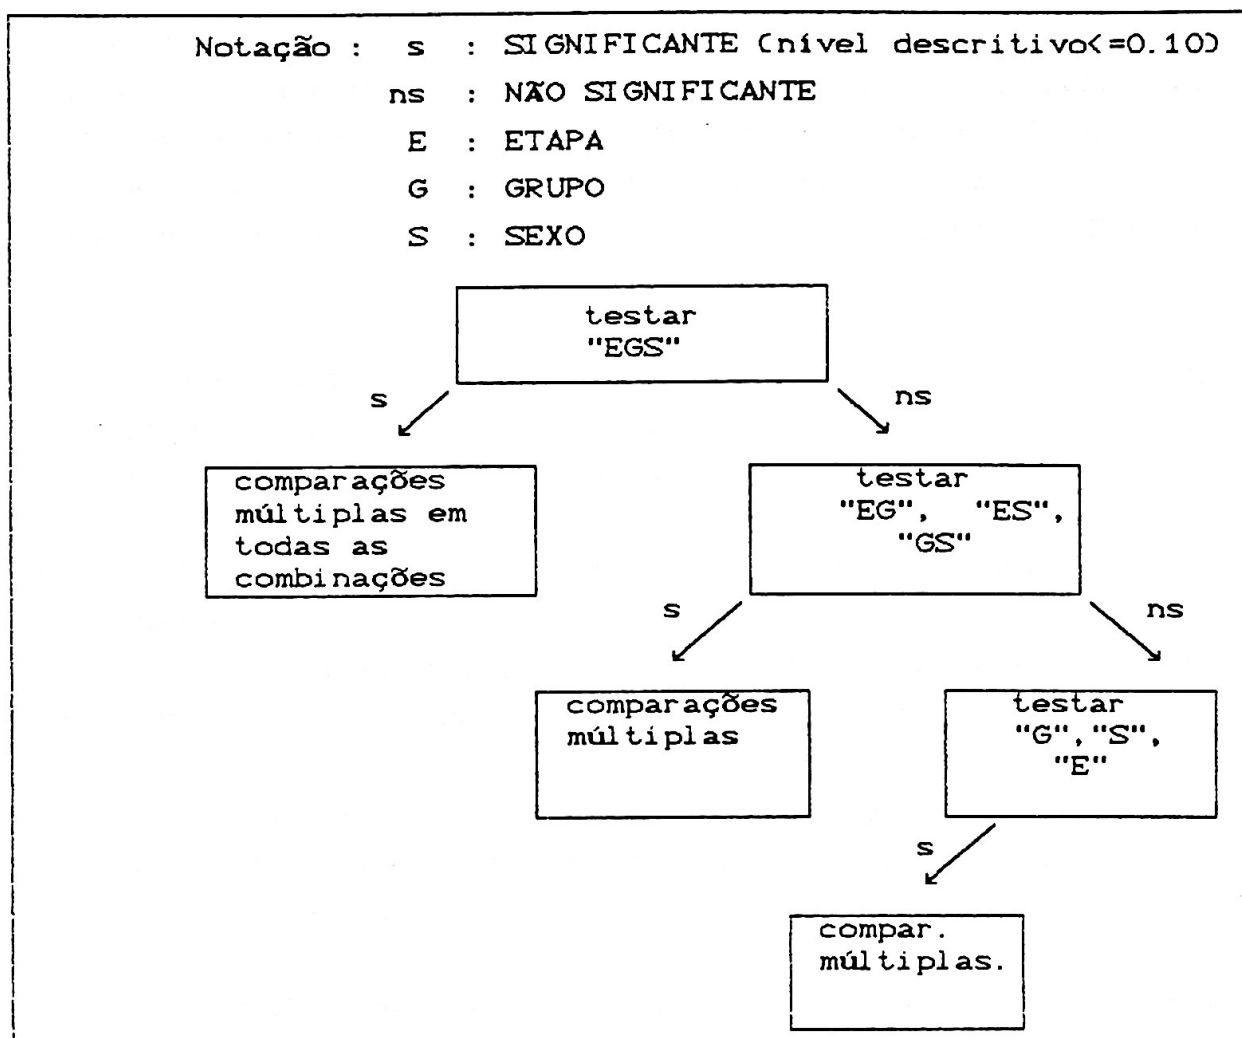 Notação : s : SIGNIFICANTE (nível descritivo<=0.10)
ns : NÃO SIGNIFICANTE
E : ETAPA
G : GRUPO
S : SEXO
testar
"EGS"
s
ns
comparações
múltiplas em
todas as
combinações
testar
"EG", "ES",
"GS"
s
ns
comparações
múltiplas
testar
"G","S",
"E"
s
compar.
múltiplas.